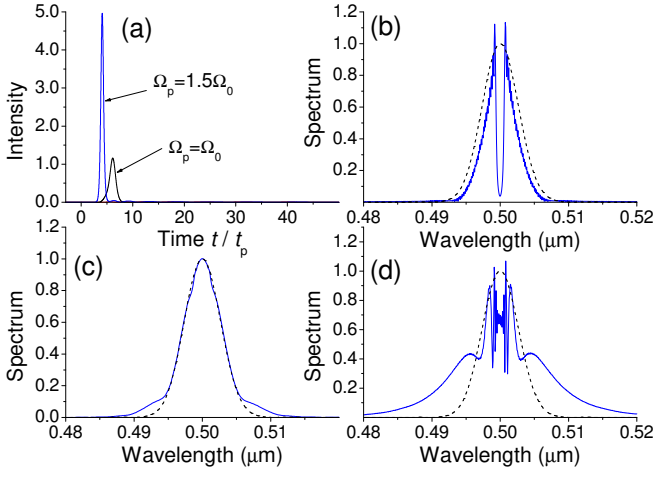 (a)
5.0
4.0
3.0
2.0
1.0
0.0
Intensity
Ωp=1.5Ω0
Ωp=Ω0
0 10 20 30 40
Time t / tp
(b)
1.2
1.0
0.8
0.6
0.4
0.2
Spectrum
0.48 0.49 0.50 0.51 0.52
Wavelength (μm)
(c)
1.2
1.0
0.8
0.6
0.4
0.2
0.0
Spectrum
0.48 0.49 0.50 0.51
Wavelength (μm)
(d)
1.2
1.0
0.8
0.6
0.4
0.2
Spectrum
0.48 0.49 0.50 0.51 0.52
Wavelength (μm)